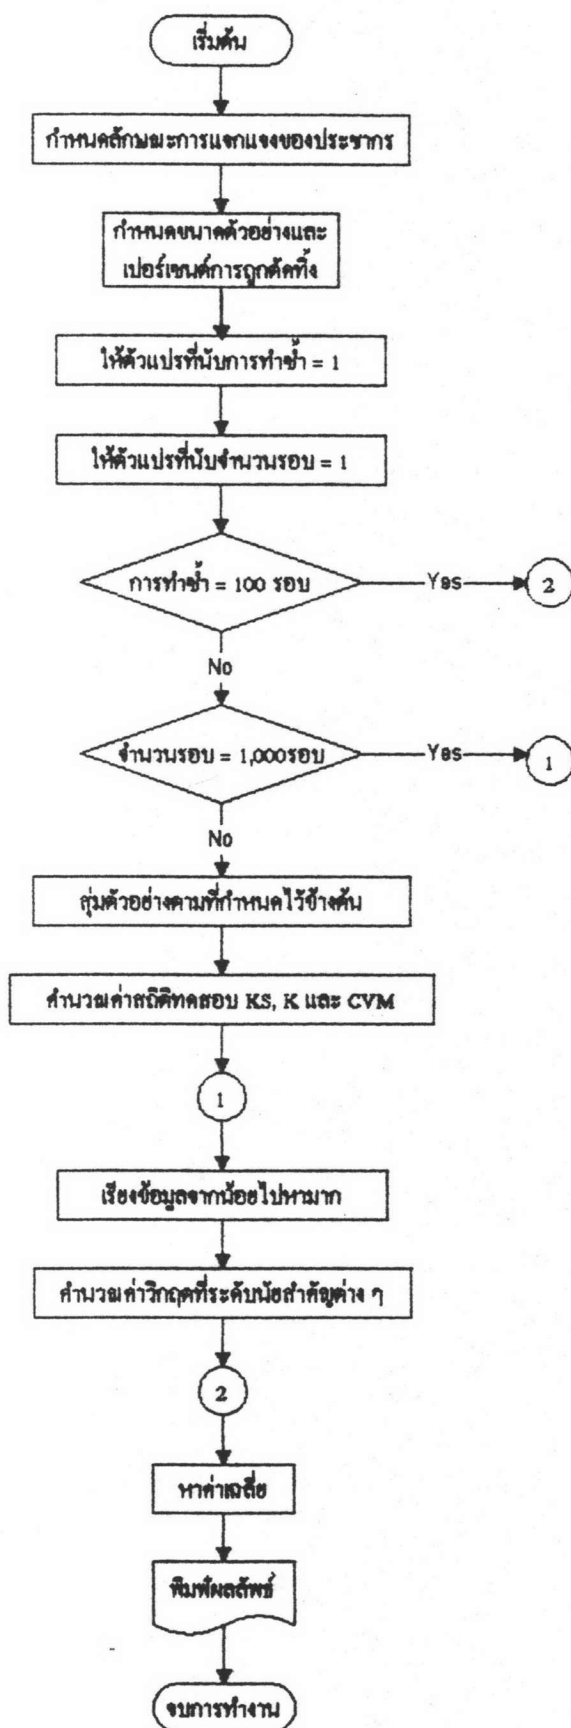 เริ่มต้น
กำหนดลักษณะการแจกแจงของประชากร
กำหนดขนาดตัวอย่างและ
เปอร์เซนต์การถูกตัดทิ้ง
ให้ตัวแปรที่นับการทำซ้ำ = 1
ให้ตัวแปรที่นับจำนวนรอบ = 1
การทำซ้ำ = 100 รอบ
Yes
2
No
จำนวนรอบ = 1,000รอบ
Yes
1
No
สุ่มตัวอย่างตามที่กำหนดไว้ข้างต้น
คำนวณค่าสถิติทดสอบ KS, K และ CVM
1
เรียงข้อมูลจากน้อยไปหามาก
คำนวณค่าวิกฤตที่ระดับนัยสำคัญต่าง ๆ
2
หาค่าเฉลี่ย
พิมพ์ผลลัพธ์
จบการทำงาน